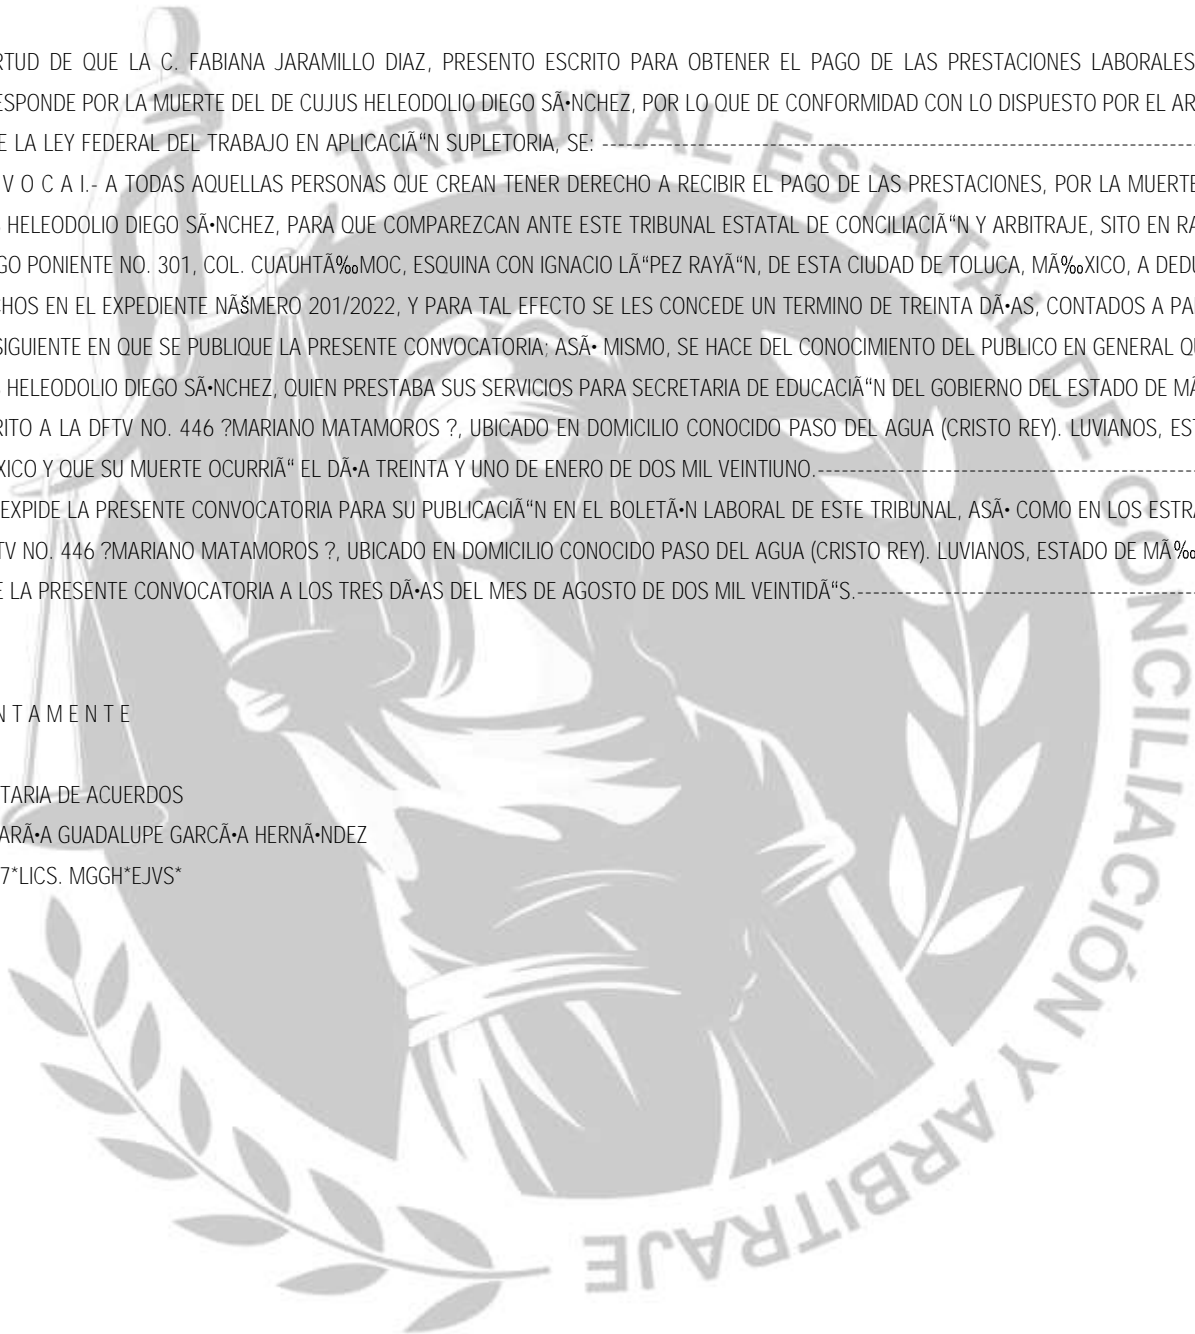 RTUD DE QUE LA C. FABIANA JARAMILLO DIAZ, PRESENTO ESCRITO PARA OBTENER EL PAGO DE LAS PRESTACIONES LABORALES
ESPONDE POR LA MUERTE DEL DE CUJUS HELEODOLIO DIEGO SÃ•NCHEZ, POR LO QUE DE CONFORMIDAD CON LO DISPUESTO POR EL AR
E LA LEY FEDERAL DEL TRABAJO EN APLICACIÃ“N SUPLETORIA, SE: ---------------------------------------------------------------------------
V O C A I.- A TODAS AQUELLAS PERSONAS QUE CREAN TENER DERECHO A RECIBIR EL PAGO DE LAS PRESTACIONES, POR LA MUERTE
HELEODOLIO DIEGO SÃ•NCHEZ, PARA QUE COMPAREZCAN ANTE ESTE TRIBUNAL ESTATAL DE CONCILIACIÃ“N Y ARBITRAJE, SITO EN RA
GO PONIENTE NO. 301, COL. CUAUHTÃ‰MOC, ESQUINA CON IGNACIO LÃ“PEZ RAYÃ“N, DE ESTA CIUDAD DE TOLUCA, MÃ‰XICO, A DEDU
CHOS EN EL EXPEDIENTE NÃšMERO 201/2022, Y PARA TAL EFECTO SE LES CONCEDE UN TERMINO DE TREINTA DÃ•AS, CONTADOS A PA
SIGUIENTE EN QUE SE PUBLIQUE LA PRESENTE CONVOCATORIA; ASÃ• MISMO, SE HACE DEL CONOCIMIENTO DEL PUBLICO EN GENERAL QU
HELEODOLIO DIEGO SÃ•NCHEZ, QUIEN PRESTABA SUS SERVICIOS PARA SECRETARIA DE EDUCACIÃ“N DEL GOBIERNO DEL ESTADO DE MÃ
RITO A LA DFTV NO. 446 ?MARIANO MATAMOROS ?, UBICADO EN DOMICILIO CONOCIDO PASO DEL AGUA (CRISTO REY). LUVIANOS, EST
XICO Y QUE SU MUERTE OCURRIÃ“ EL DÃ•A TREINTA Y UNO DE ENERO DE DOS MIL VEINTIUNO.-----------------------------------------------
EXPIDE LA PRESENTE CONVOCATORIA PARA SU PUBLICACIÃ“N EN EL BOLETÃ•N LABORAL DE ESTE TRIBUNAL, ASÃ• COMO EN LOS ESTRA
TV NO. 446 ?MARIANO MATAMOROS ?, UBICADO EN DOMICILIO CONOCIDO PASO DEL AGUA (CRISTO REY). LUVIANOS, ESTADO DE MÃ‰
E LA PRESENTE CONVOCATORIA A LOS TRES DÃ•AS DEL MES DE AGOSTO DE DOS MIL VEINTIDÃ“S.------------------------------------------
N T A M E N T E
TARIA DE ACUERDOS
ARÃ•A GUADALUPE GARCÃ•A HERNÃ•NDEZ
7*LICS. MGGH*EJVS*
TRIBUNAL ESTATAL DE CONCILIACIÓN Y ARBITRAJE